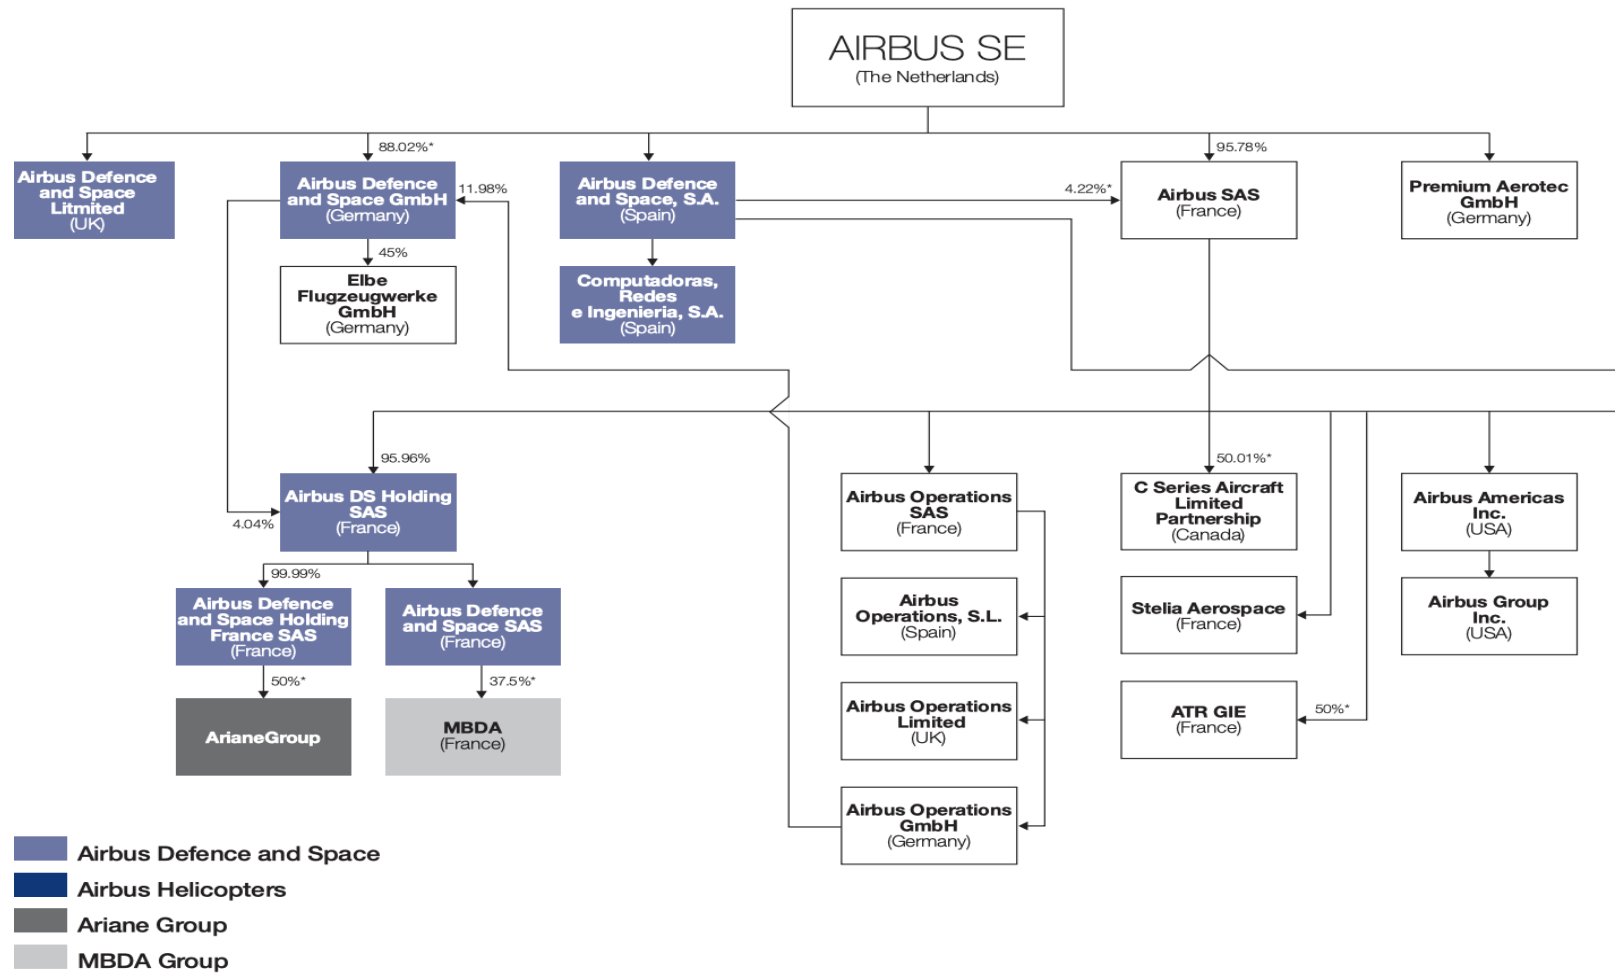 AIRBUS SE
(The Netherlands)
88.02%*
95.78%
Airbus Defence
and Space
Litmited
(UK)
Airbus Defence
and Space GmbH
(Germany)
11.98%
Airbus Defence
and Space, S.A.
(Spain)
4.22%*
Airbus SAS
(France)
Premium Aerotec
GmbH
(Germany)
45%
Elbe
Flugzeugwerke
GmbH
(Germany)
Computadoras,
Redes
e Ingenieria, S.A.
(Spain)
95.96%
50.01%*
Airbus DS Holding
SAS
(France)
4.04%
Airbus Operations
SAS
(France)
C Series Aircraft
Limited
Partnership
(Canada)
Airbus Americas
Inc.
(USA)
99.99%
Airbus Defence
and Space Holding
France SAS
(France)
Airbus Defence
and Space SAS
(France)
Airbus
Operations, S.L.
(Spain)
Stelia Aerospace
(France)
Airbus Group
Inc.
(USA)
50%*
37.5%*
ArianeGroup
MBDA
(France)
Airbus Operations
Limited
(UK)
ATR GIE
(France)
50%*
Airbus Operations
GmbH
(Germany)
Airbus Defence and Space
Airbus Helicopters
Ariane Group
MBDA Group